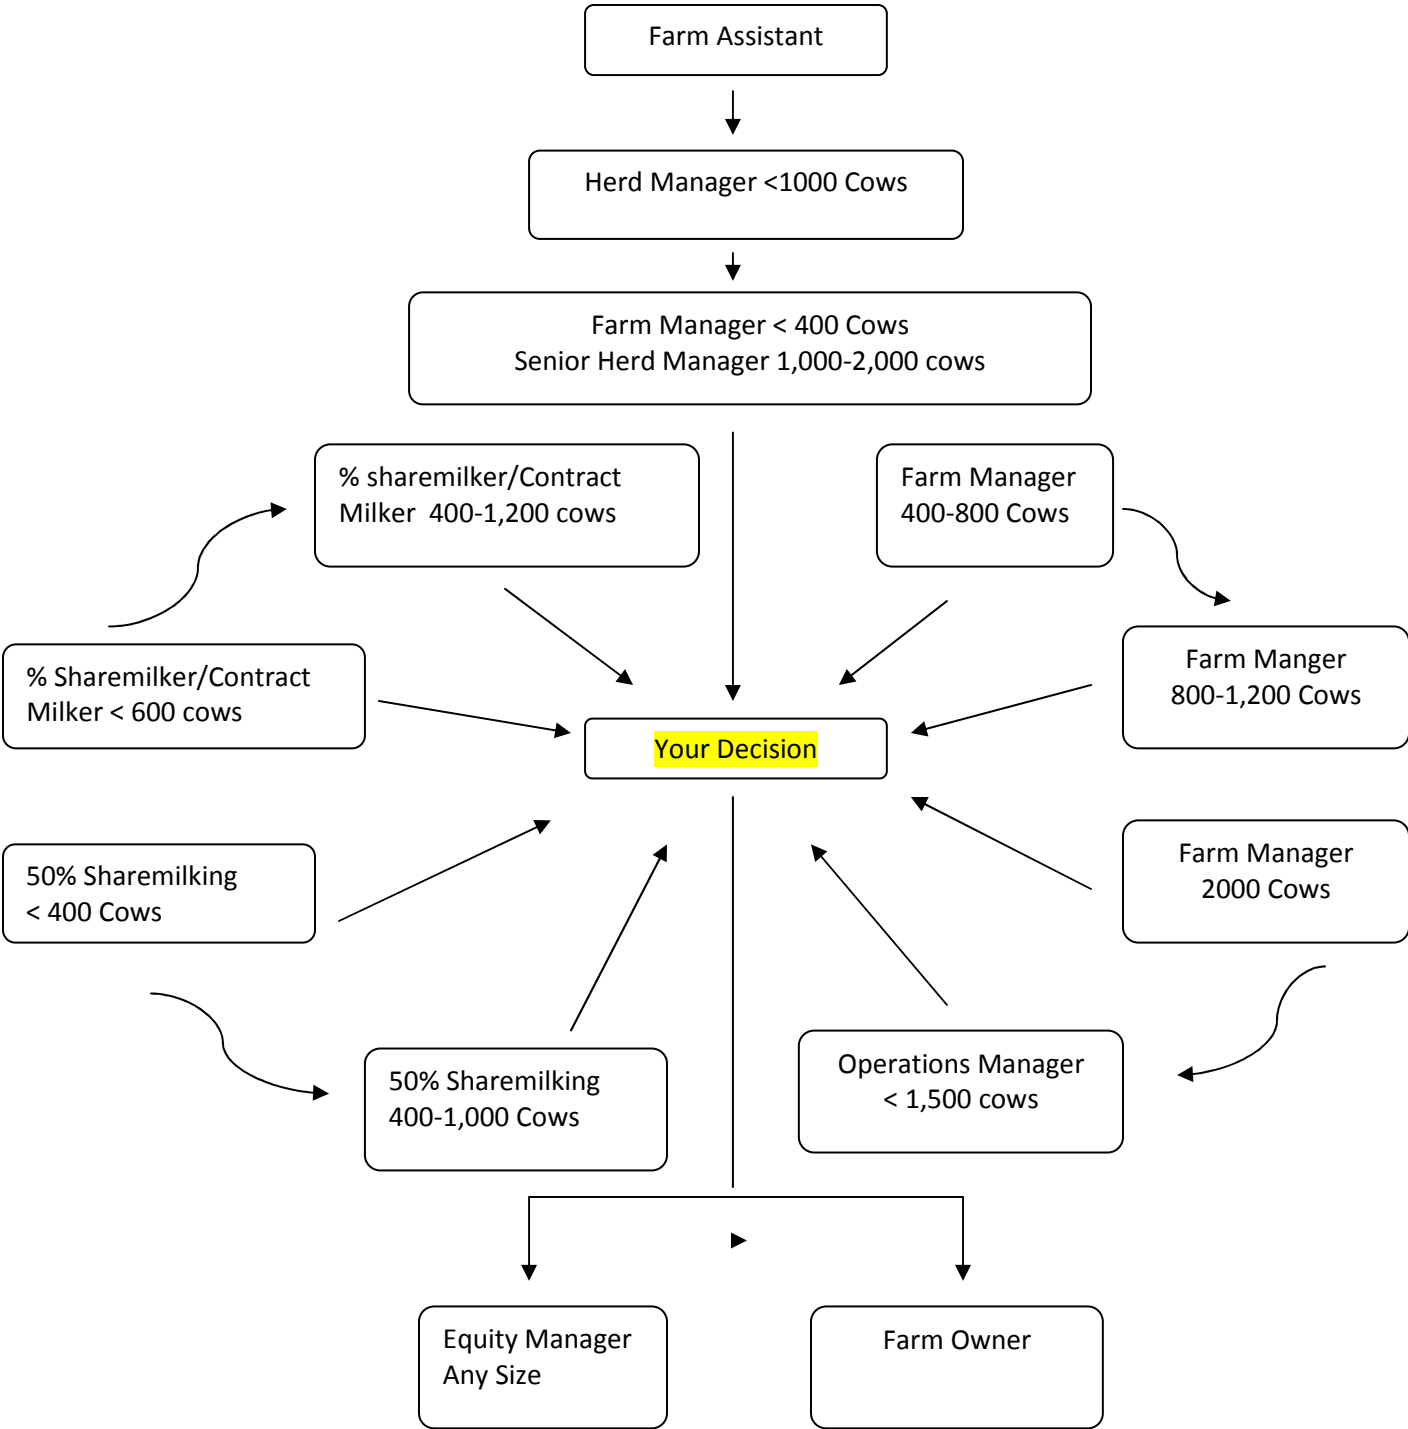 Farm Assistant
Herd Manager <1000 Cows
Farm Manager < 400 Cows
Senior Herd Manager 1,000-2,000 cows
% sharemilker/Contract
Milker  400-1,200 cows
Farm Manager
400-800 Cows
% Sharemilker/Contract
Milker < 600 cows
Farm Manger
800-1,200 Cows
Your Decision
50% Sharemilking
< 400 Cows
Farm Manager
2000 Cows
50% Sharemilking
400-1,000 Cows
Operations Manager
< 1,500 cows
Equity Manager
Any Size
Farm Owner